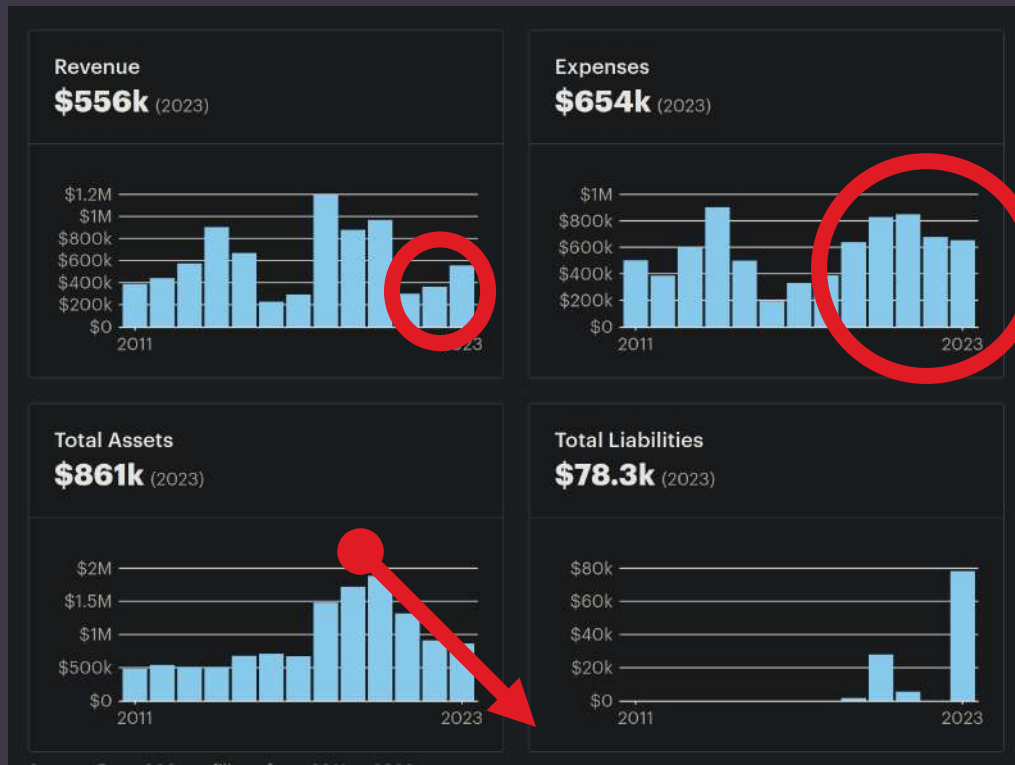 Revenue
$556k (2023)
$1.2M
$1M
$800k
$600k
$400k
$200k
$0
2011
23
Expenses
$654k (2023)
$1M
$800k
$600k
$400k
$200k
$0
2011
2023
Total Assets
$861k (2023)
$2M
$1.5M
$1M
$500k
$0
2011
2023
Total Liabilities
$78.3k (2023)
$80k
$60k
$40k
$20k
$0
2011
2023